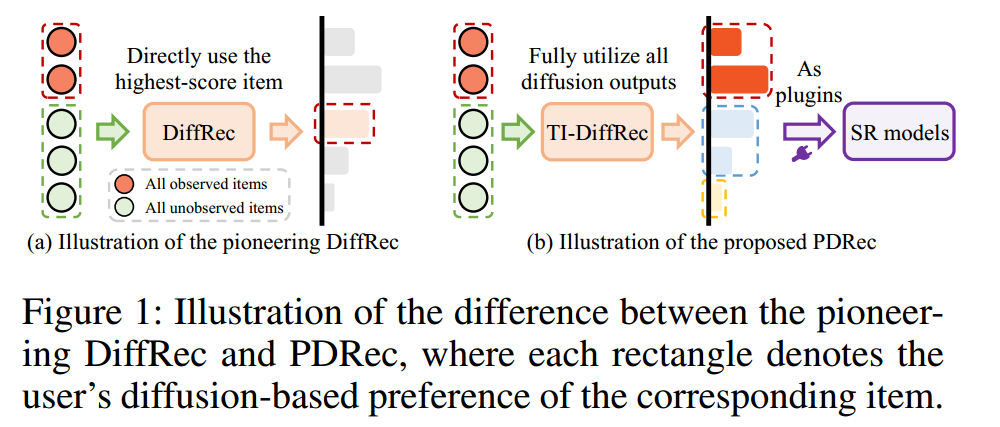 Directly use the
highest-score item
DiffRec
All observed items
All unobserved items
(a) Illustration of the pioneering DiffRec
Fully utilize all
diffusion outputs
TI-DiffRec
As
plugins
SR models
(b) Illustration of the proposed PDRec
Figure 1: Illustration of the difference between the pioneer-
ing DiffRec and PDRec, where each rectangle denotes the
user’s diffusion-based preference of the corresponding item.